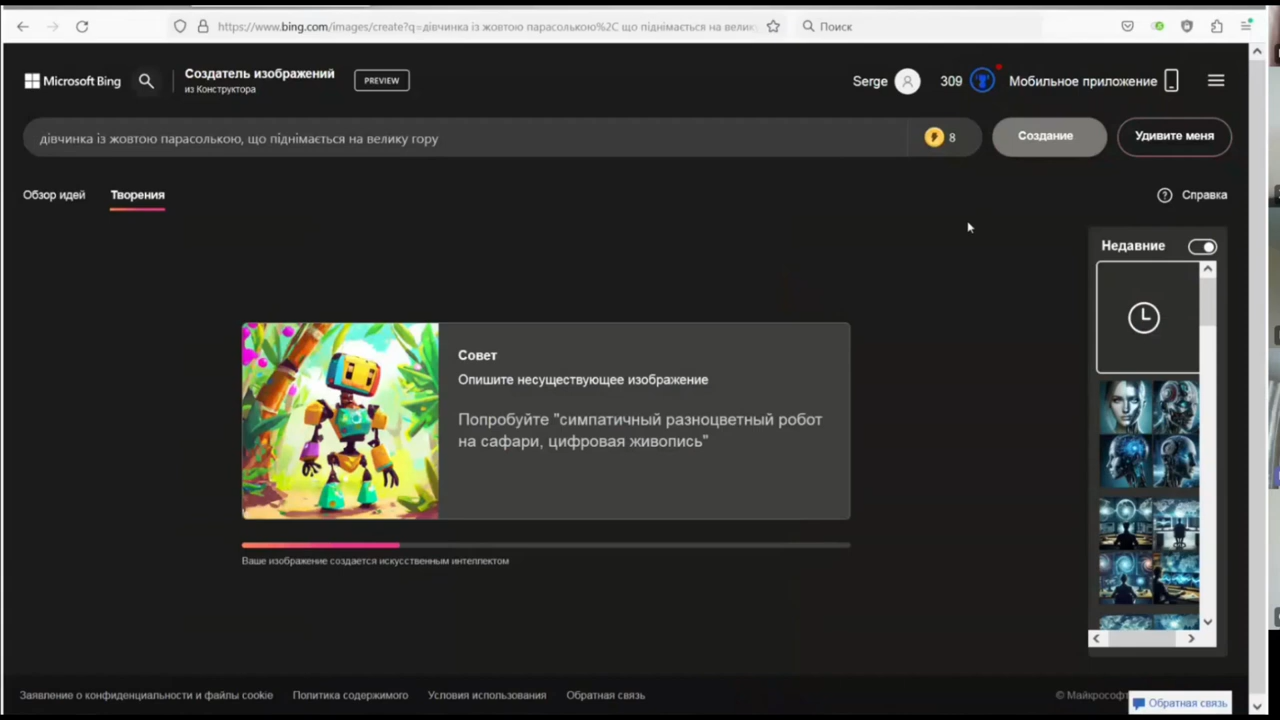 https://www.bing.com/images/create?q=дівчинка із жовтою парасолькою%2C що піднімається на велик
Поиск
Microsoft Bing
Создатель изображений
из Конструктора
PREVIEW
Serge
309
Мобильное приложение
дівчинка із жовтою парасолькою, що піднімається на велику гору
8
Создание
Удивите меня
Обзор идей
Творения
Справка
Недавние
Совет
Опишите несуществующее изображение
Попробуйте "симпатичный разноцветный робот
на сафари, цифровая живопись"
Ваше изображение создается искусственным интеллектом
Заявление о конфиденциальности и файлы cookie
Политика содержимого
Условия использования
Обратная связь
© Майкрософт
Обратная связь